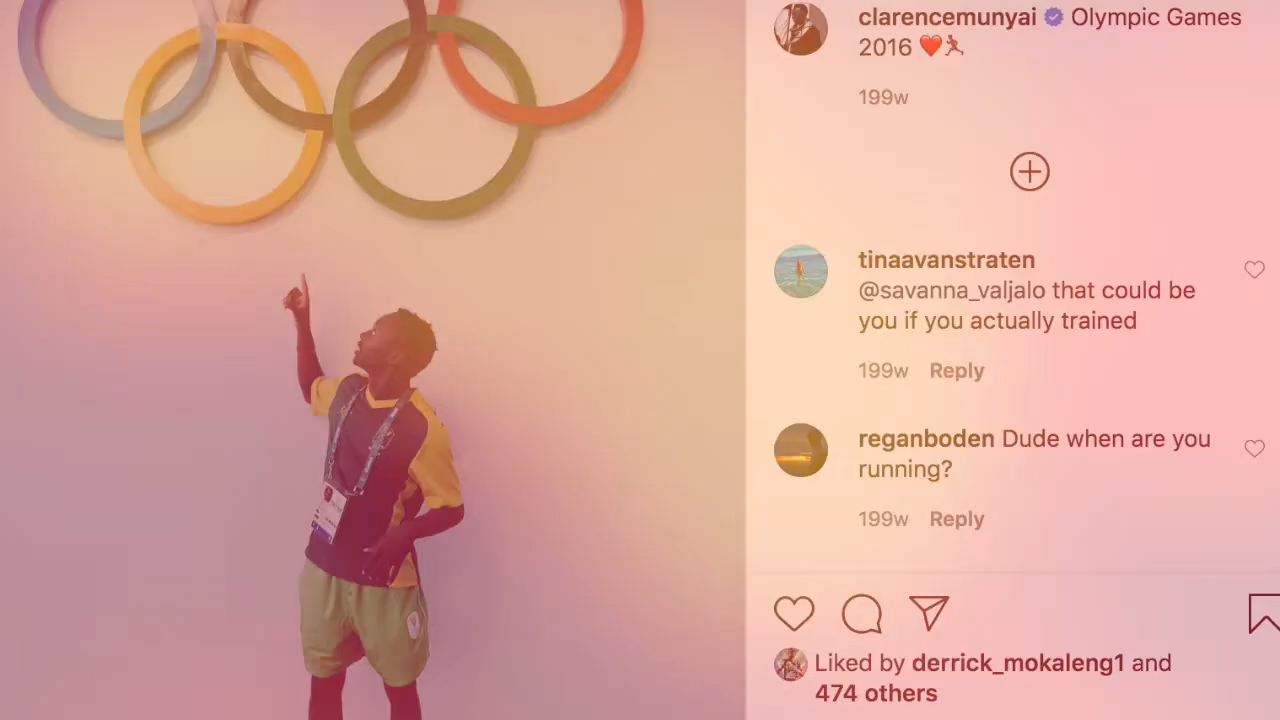 clarencemunyai Olympic Games
2016 ❤️🏃
199w
tinaavanstraten
@savanna_valjalo that could be
you if you actually trained
199w Reply
reganboden Dude when are you
running?
199w Reply
Liked by derrick_mokaleng1 and
474 others